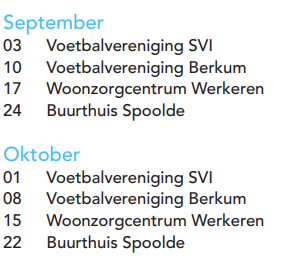 September
03 Voetbalvereniging SVI
10 Voetbalvereniging Berkum
17 Woonzorgcentrum Werkeren
24 Buurthuis Spoolde
Oktober
01 Voetbalvereniging SVI
08 Voetbalvereniging Berkum
15 Woonzorgcentrum Werkeren
22 Buurthuis Spoolde